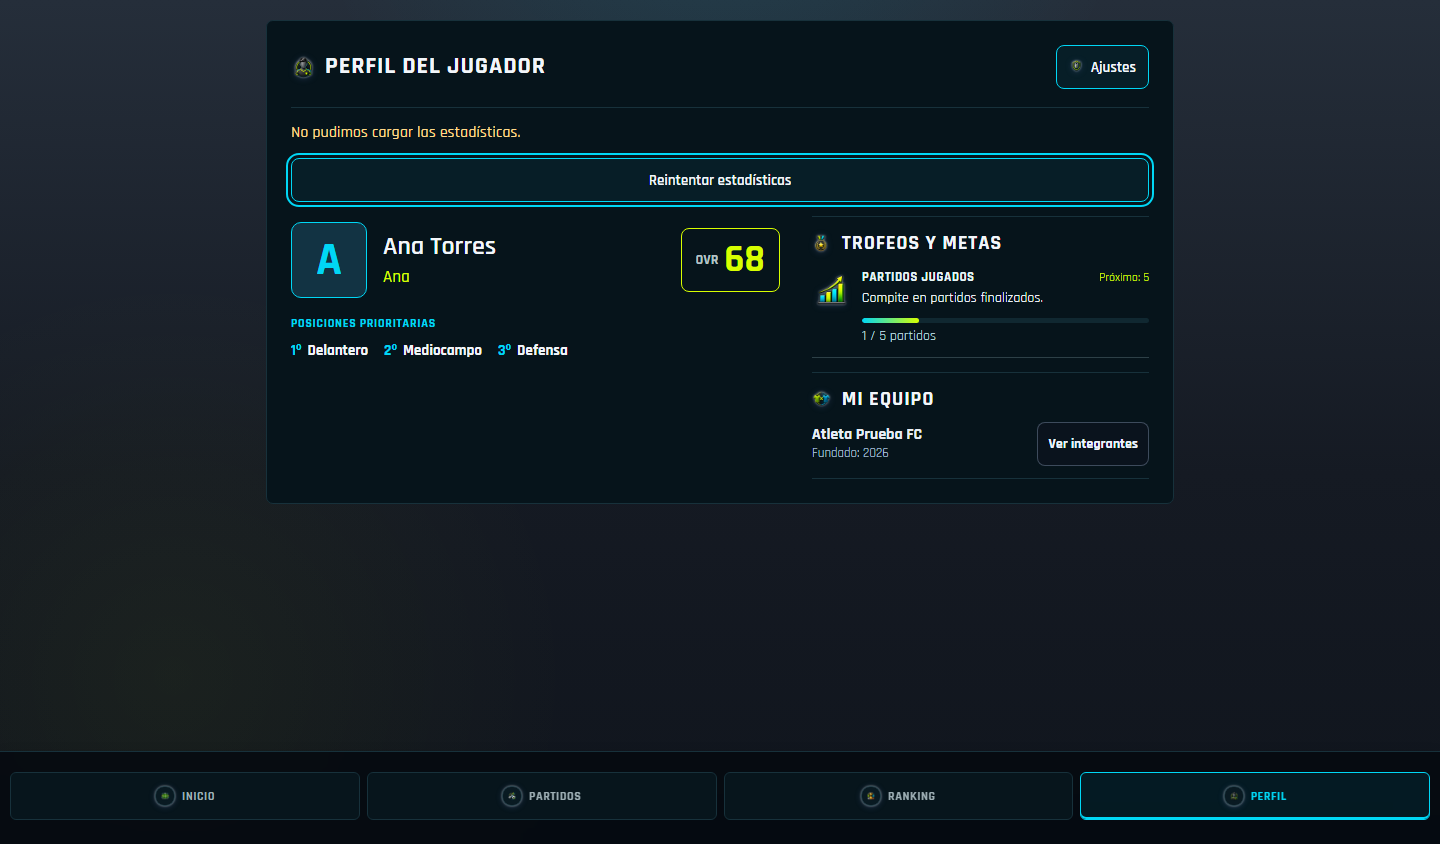 PERFIL DEL JUGADOR
Ajustes
No pudimos cargar las estadísticas.
Reintentar estadísticas
A
Ana Torres
Ana
OVR 68
POSICIONES PRIORITARIAS
1º Delantero 2º Mediocampo 3º Defensa
TROFEOS Y METAS
PARTIDOS JUGADOS
Próxima: 5
Compite en partidos finalizados.
1 / 5 partidos
MI EQUIPO
Atleta Prueba FC
Fundado: 2026
Ver integrantes
INICIO
PARTIDOS
RANKING
PERFIL